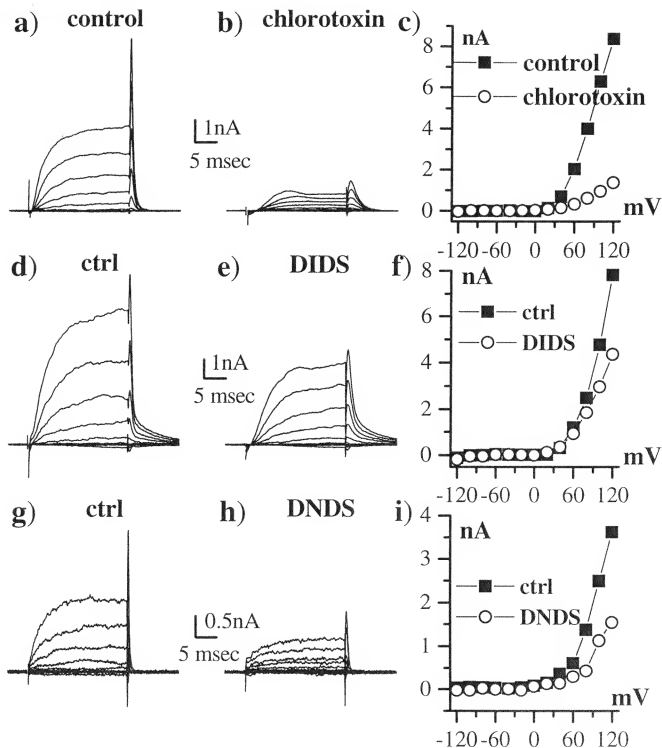 a) control
b) chlorotoxin
c)
1nA
5 msec
nA
control
chlorotoxin
8
6
4
2
0
-120 -60 0 60 120
mV
d) ctrl
e) DIDS
f)
1nA
5 msec
nA
ctrl
DIDS
8
6
4
2
0
-120 -60 0 60 120
mV
g) ctrl
h) DNDS
i)
0.5nA
5 msec
nA
ctrl
DNDS
4
3
2
1
0
-120 -60 0 60 120
mV